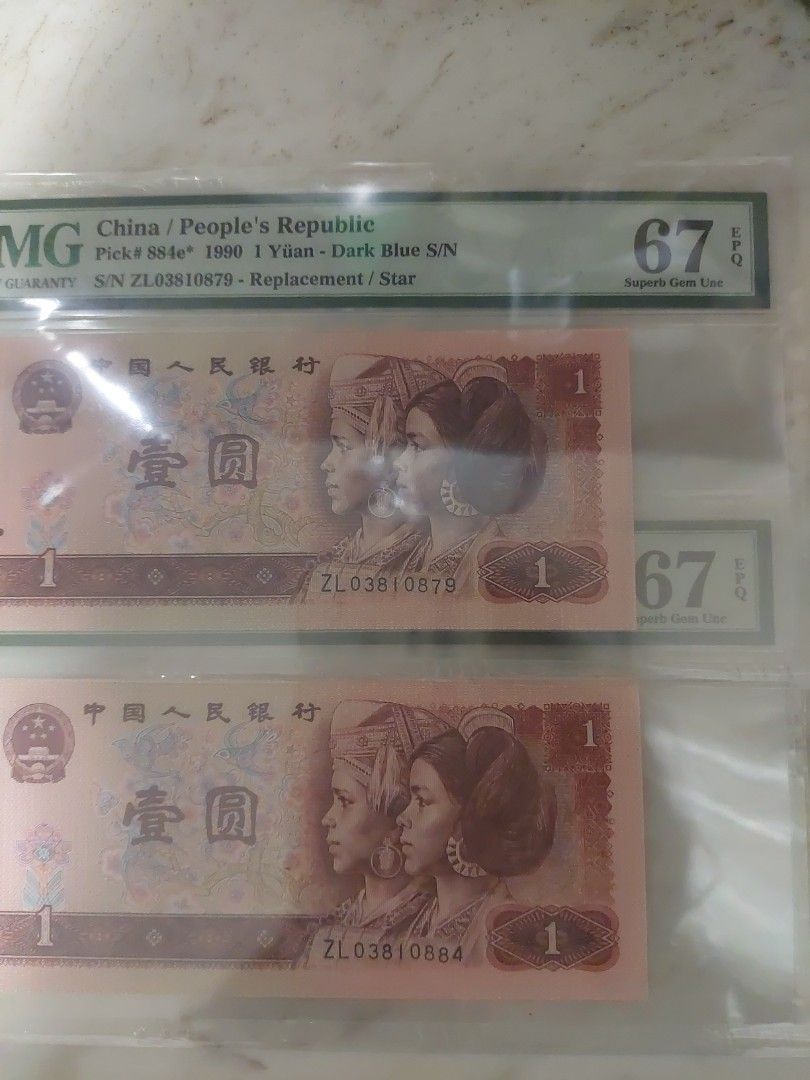 MG China / People's Republic
Pick# 884e* 1990 1 Yüan - Dark Blue S/N
GUARANTY S/N ZL03810879 - Replacement / Star
67 EPQ
Superb Gem Unc
中国人民银行
1
壹圆
1
ZL03810879
1
67 EPQ
perb Gem Unc
中国人民银行
1
壹圆
1
ZL03810884
1